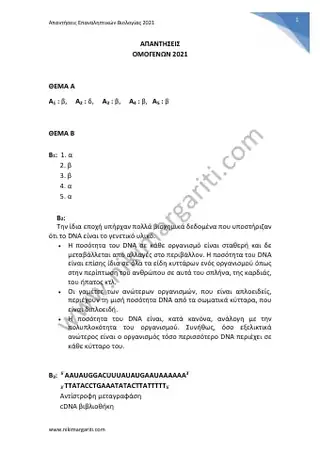 Απαντήσεις Επαναληπτικών Βιολογίας 2021
1
ΑΠΑΝΤΗΣΕΙΣ
ΟΜΟΓΕΝΩΝ 2021
ΘΕΜΑ Α
Α₁ : β, Α₂ : δ, Α₃ : β, Α₄ : β, Α₅ : β
ΘΕΜΑ Β
Β₁: 1. α
2. β
3. β
4. α
5. α
Β₂:
Την ίδια εποχή υπήρχαν πολλά βιοχημικά δεδομένα που υποστήριζαν
ότι το DNA είναι το γενετικό υλικό.
• Η ποσότητα του DNA σε κάθε οργανισμό είναι σταθερή και δε
μεταβάλλεται από αλλαγές στο περιβάλλον. Η ποσότητα του DNA
είναι επίσης ίδια σε όλα τα είδη κυττάρων ενός οργανισμού όπως
στην περίπτωση του ανθρώπου σε αυτά του σπλήνα, της καρδιάς,
του ήπατος κτλ.
• Οι γαμέτες των ανώτερων οργανισμών, που είναι απλοειδείς,
περιέχουν τη μισή ποσότητα DNA από τα σωματικά κύτταρα, που
είναι διπλοειδή.
• Η ποσότητα του DNA είναι, κατά κανόνα, ανάλογη με την
πολυπλοκότητα του οργανισμού. Συνήθως, όσο εξελικτικά
ανώτερος είναι ο οργανισμός τόσο περισσότερο DNA περιέχει σε
κάθε κύτταρο του.
Β₃: 5΄AAUAUGGACUUUAUAUGAAUAAAAAA3΄
3΄TTATACCTGAAATATACTTATTTTT5΄
Αντίστροφη μεταγραφάση
cDNA βιβλιοθήκη
www.nikmargariti.com
www.nikmargariti.com